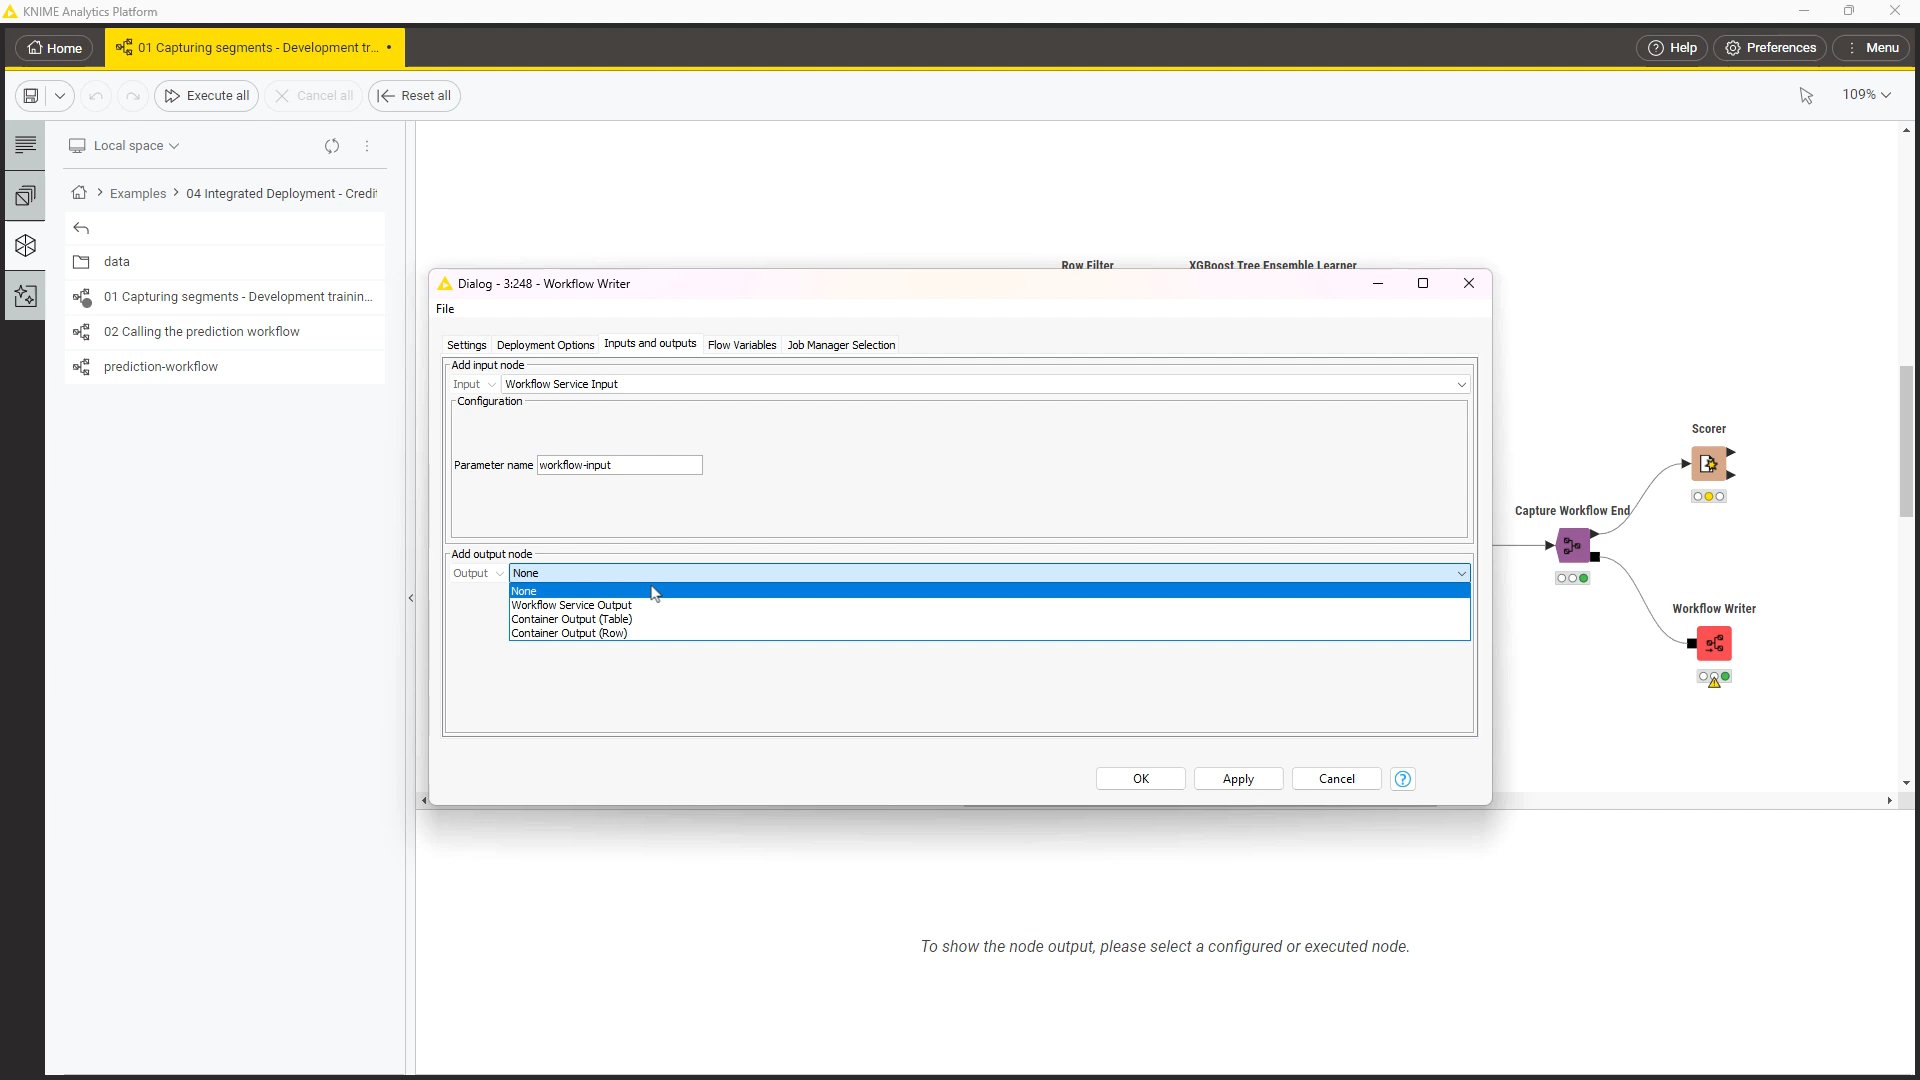 KNIME Analytics Platform
Home
01 Capturing segments - Development tr... •
Help
Preferences
Menu
Execute all
Cancel all
Reset all
109%
Local space
Examples > 04 Integrated Deployment - Credit
data
01 Capturing segments - Development trainin...
02 Calling the prediction workflow
prediction-workflow
Row Filter
XGBoost Tree Ensemble Learner
Dialog - 3:248 - Workflow Writer
File
Settings
Deployment Options
Inputs and outputs
Flow Variables
Job Manager Selection
Add input node
Input
Workflow Service Input
Configuration
Parameter name
workflow-input
Add output node
Output
None
None
Workflow Service Output
Container Output (Table)
Container Output (Row)
OK
Apply
Cancel
?
Scorer
Capture Workflow End
Workflow Writer
To show the node output, please select a configured or executed node.